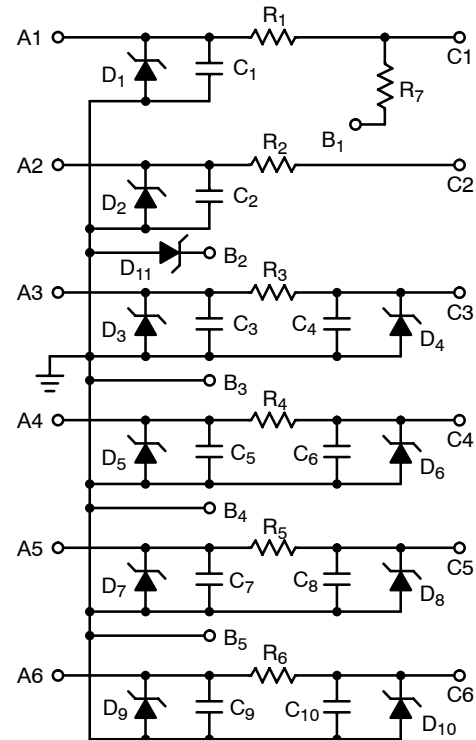 A1 R1 C1
D1 C1 R7
B1
A2 R2 C2
D2 C2
D11 B2
A3 R3 C3
D3 C3 C4 D4
B3
A4 R4 C4
D5 C5 C6 D6
B4
A5 R5 C5
D7 C7 C8 D8
B5
A6 R6 C6
D9 C9 C10 D10